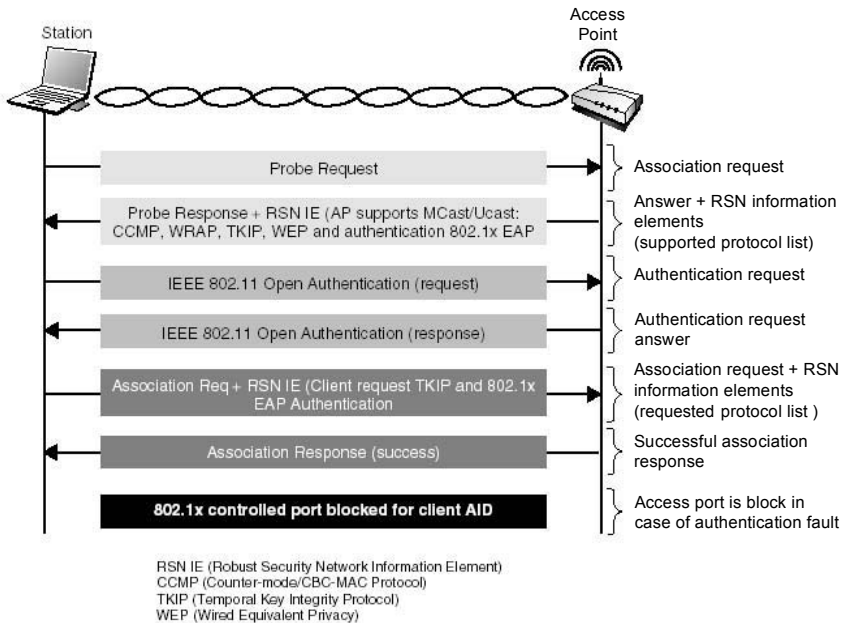 Station
Access
Point
Probe Request
Association request
Probe Response + RSN IE (AP supports MCast/Ucast:
CCMP, WRAP, TKIP, WEP and authentication 802.1x EAP
Answer + RSN information
elements
(supported protocol list)
IEEE 802.11 Open Authentication (request)
Authentication request
IEEE 802.11 Open Authentication (response)
Authentication request
answer
Association Req + RSN IE (Client request TKIP and 802.1x
EAP Authentication
Association request + RSN
information elements
(requested protocol list )
Association Response (success)
Successful association
response
802.1x controlled port blocked for client AID
Access port is block in
case of authentication fault
RSN IE (Robust Security Network Information Element)
CCMP (Counter-mode/CBC-MAC Protocol)
TKIP (Temporal Key Integrity Protocol)
WEP (Wired Equivalent Privacy)